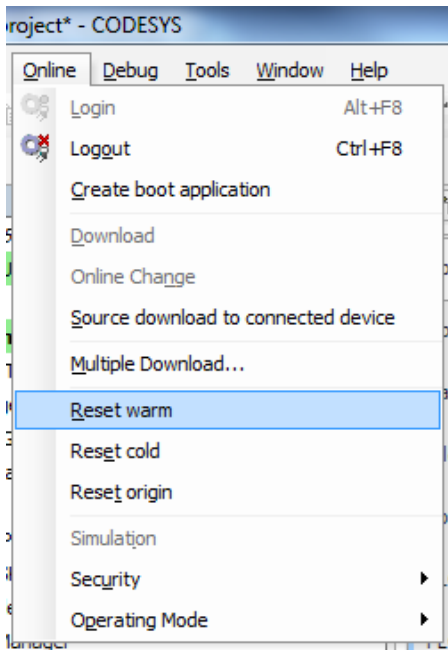 roject* - CODESYS
Online Debug Tools Window Help
Login Alt+F8
Logout Ctrl+F8
Create boot application
Download
Online Change
Source download to connected device
Multiple Download...
Reset warm
Reset cold
Reset origin
Simulation
Security
Operating Mode